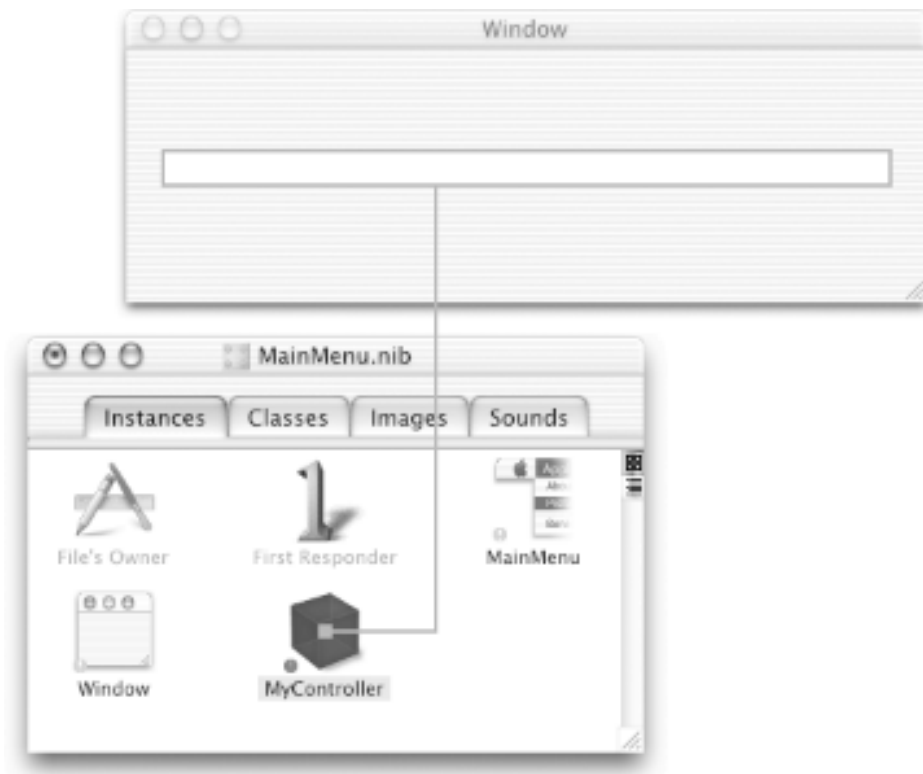 Window
MainMenu.nib
Instances Classes Images Sounds
File's Owner First Responder MainMenu
Window MyController